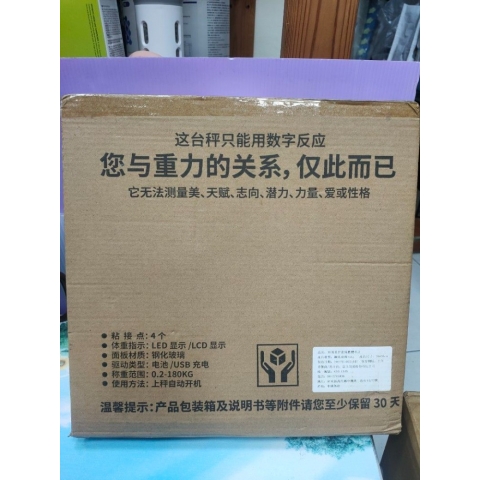 这台秤只能用数字反应
您与重力的关系，仅此而已
它无法测量美、天赋、志向、潜力、力量、爱或性格
● 粘 接 点：4 个
● 体重指示：LED 显示 /LCD 显示
● 面板材质：钢化玻璃
● 驱动类型：电池 /USB 充电
● 称重范围：0.2-180KG
● 使用方法：上秤自动开机
温馨提示：产品包装箱及说明书等附件请您至少保留 30 天